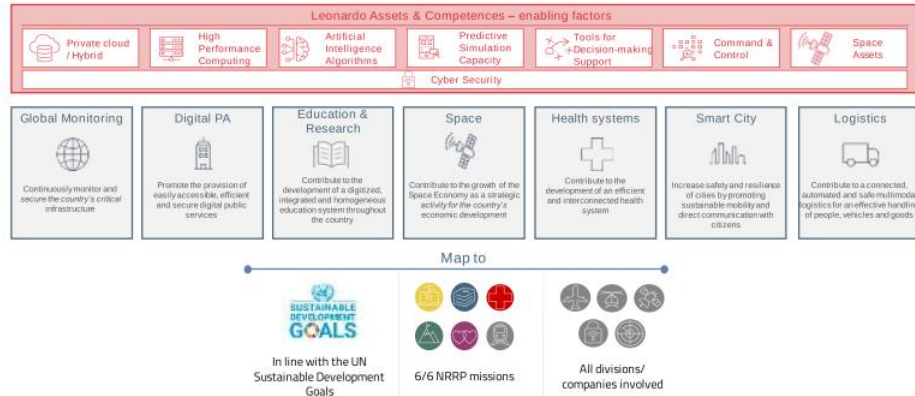 Leonardo Assets & Competences – enabling factors
Private cloud
/ Hybrid
High
Performance
Computing
Artificial
Intelligence
Algorithms
Predictive
Simulation
Capacity
Tools for
Decision-making
Support
Command &
Control
Space
Assets
Cyber Security
Global Monitoring
Continuously monitor and
secure the country's critical
infrastructure
Digital PA
Promote the provision of
easily accessible, efficient
and secure digital public
services
Education &
Research
Contribute to the
development of a digitized,
integrated and homogeneous
education system throughout
the country
Space
Contribute to the growth of the
Space Economy as a strategic
activity for the country's
economic development
Health systems
Contribute to the
development of an efficient
and interconnected health
system
Smart City
Increase safety and resilience
of cities by promoting
sustainable mobility and
direct communication with
citizens
Logistics
Contribute to a connected,
automated and safe multimodal
logistics for an effective handling
of people, vehicles and goods
Map to
SUSTAINABLE
DEVELOPMENT
GOALS
In line with the UN
Sustainable Development
Goals
6/6 NRRP missions
All divisions/
companies involved